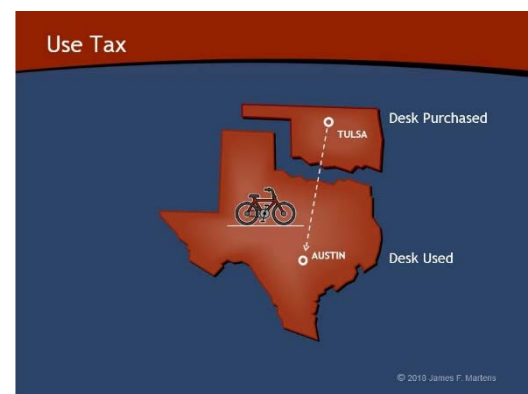 Use Tax
Desk Purchased
TULSA
AUSTIN
Desk Used
© 2018 James F. Martens